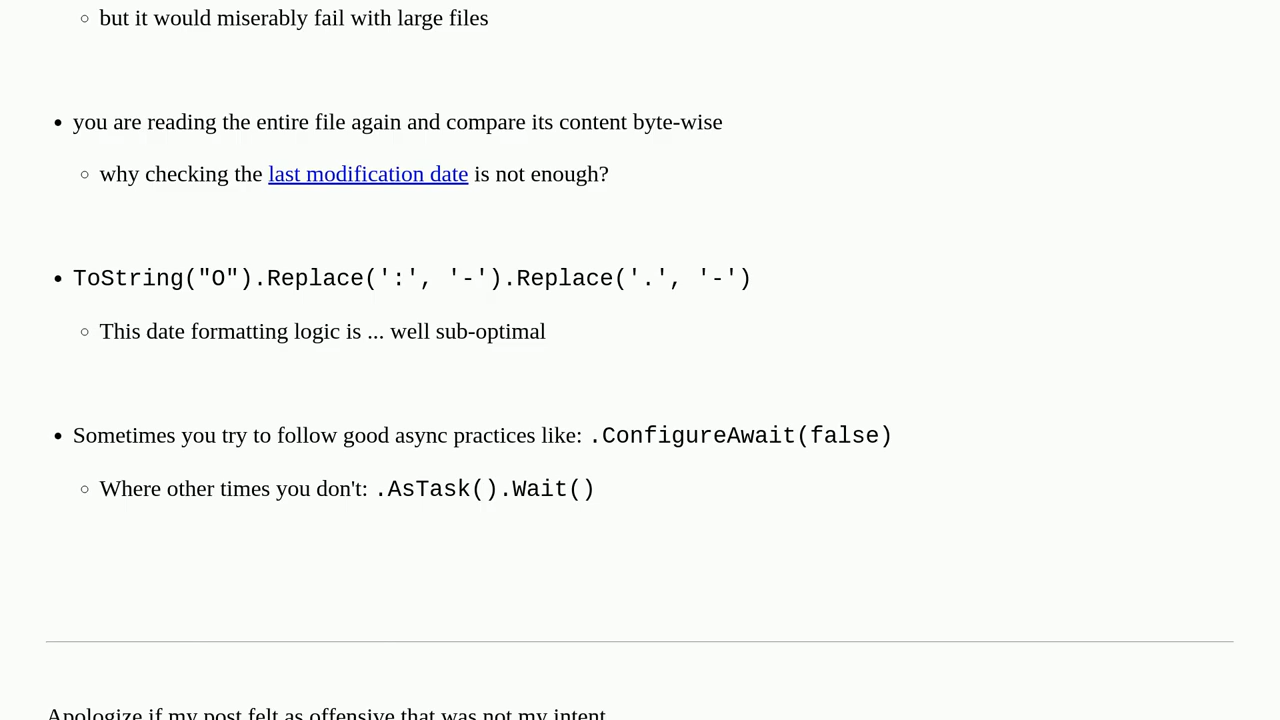 but it would miserably fail with large files
you are reading the entire file again and compare its content byte-wise
why checking the last modification date is not enough?
ToString("O").Replace(':', '-').Replace('.', '-')
This date formatting logic is ... well sub-optimal
Sometimes you try to follow good async practices like: .ConfigureAwait(false)
Where other times you don't: .AsTask().Wait()
Apologize if my post felt as offensive that was not my intent